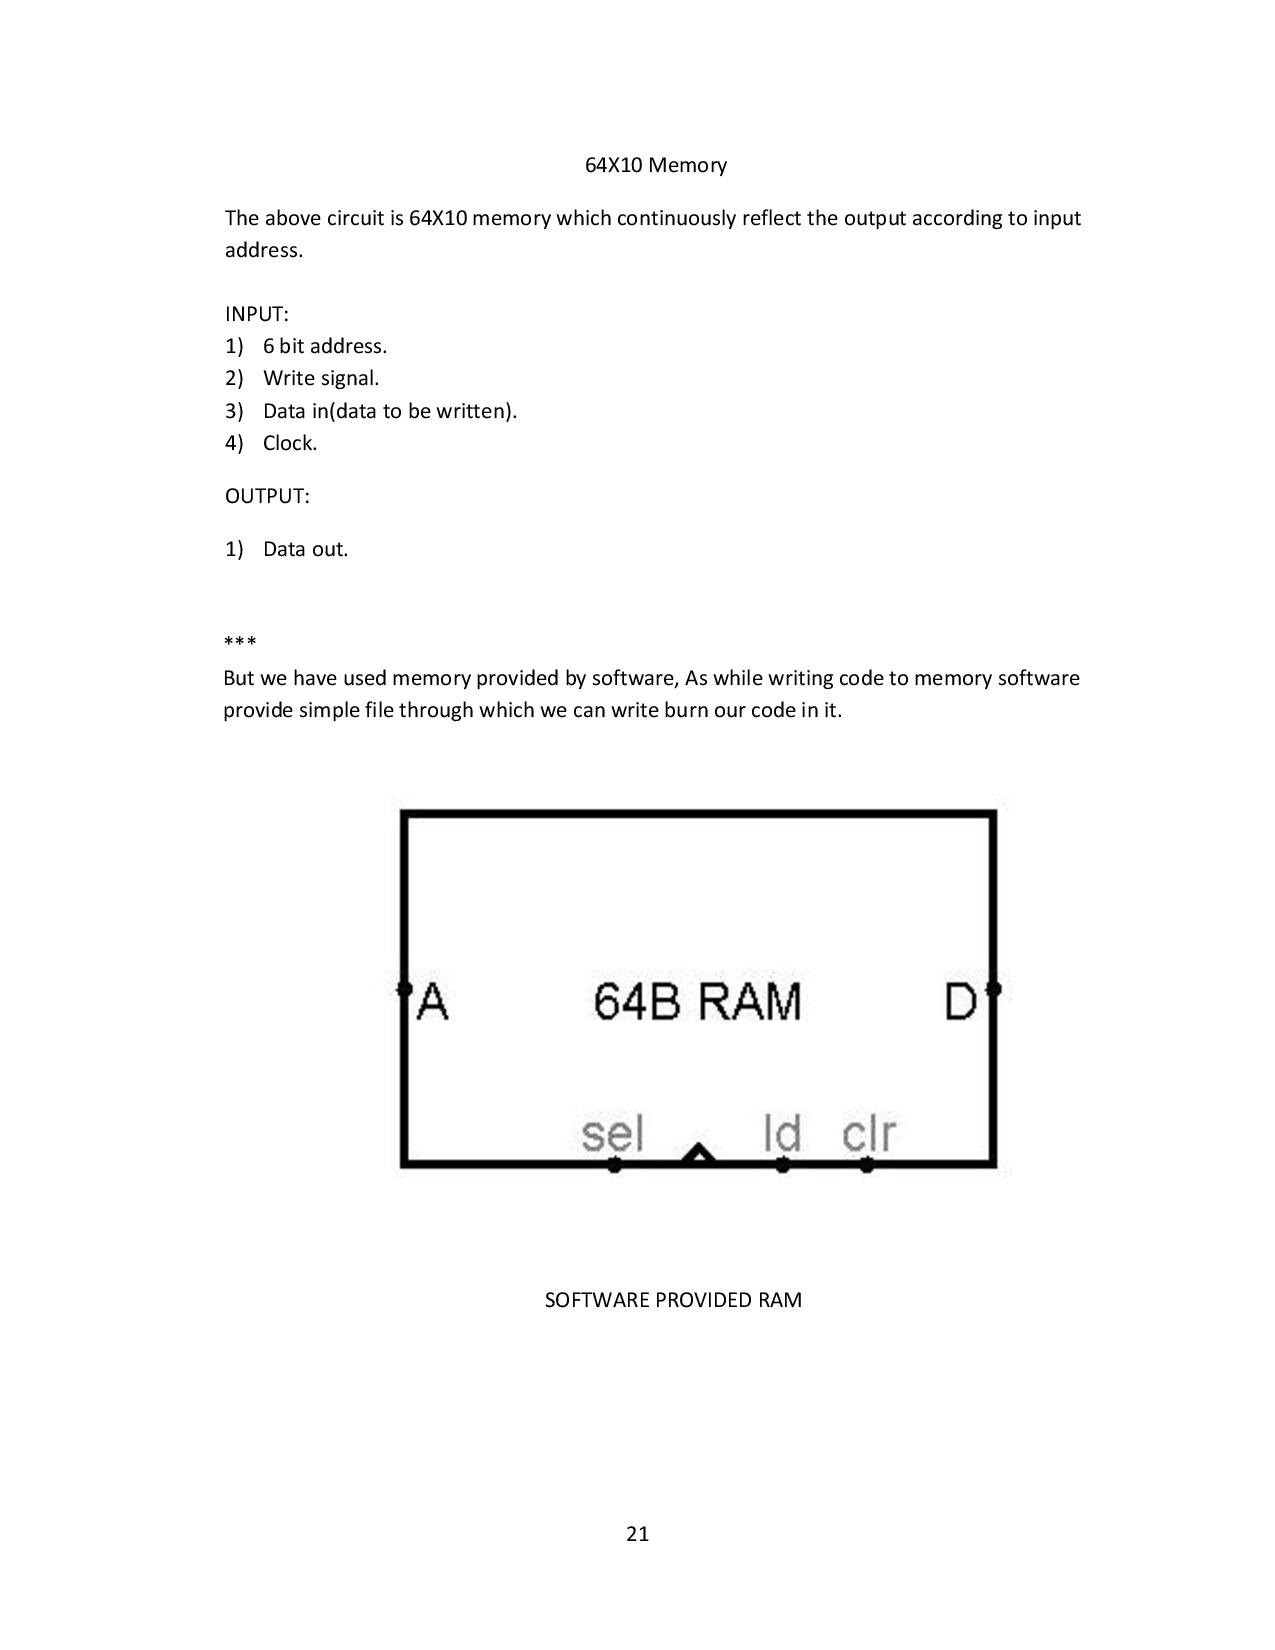 64X10 Memory
The above circuit is 64X10 memory which continuously reflect the output according to input
address.
INPUT:
1) 6 bit address.
2) Write signal.
3) Data in(data to be written).
4) Clock.
OUTPUT:
1) Data out.
***
But we have used memory provided by software, As while writing code to memory software
provide simple file through which we can write burn our code in it.
A 64B RAM D
sel ld clr
SOFTWARE PROVIDED RAM
21